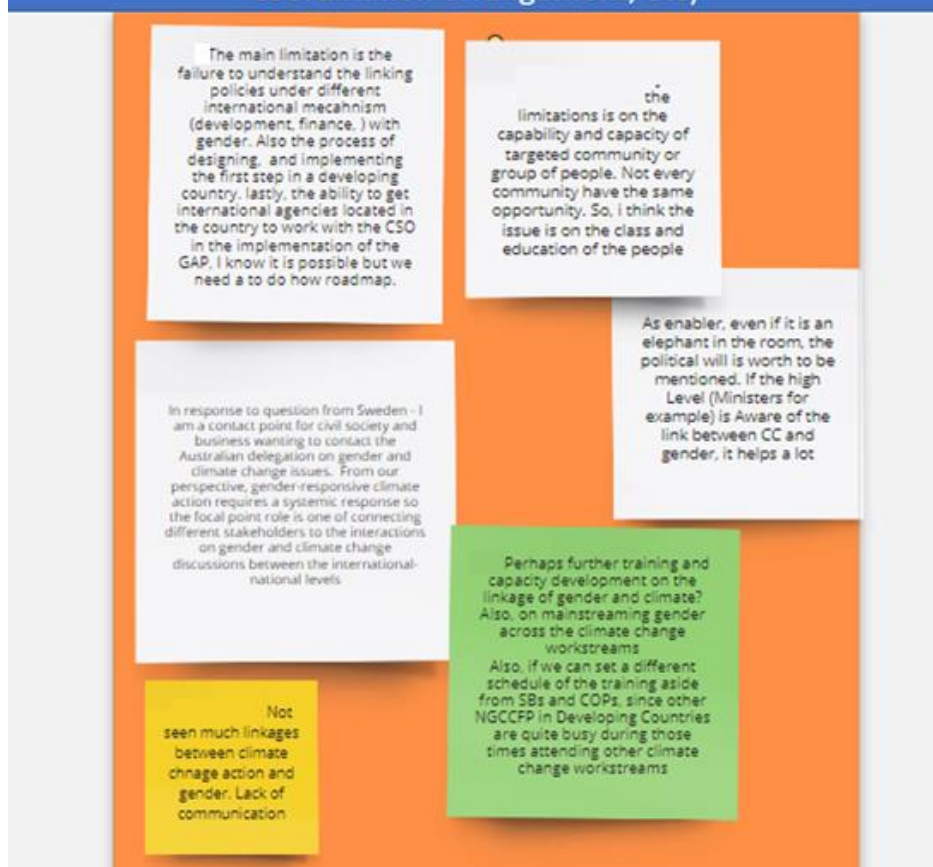 The main limitation is the
failure to understand the linking
policies under different
international mecahnism
(development, finance, ) with
gender. Also the process of
designing, and implementing
the first step in a developing
country. lastly, the ability to get
international agencies located in
the country to work with the CSO
in the implementation of the
GAP, I know it is possible but we
need a to do how roadmap.
the
limitations is on the
capability and capacity of
targeted community or
group of people. Not every
community have the same
opportunity. So, i think the
issue is on the class and
education of the people
As enabler, even if it is an
elephant in the room, the
political will is worth to be
mentioned. If the high
Level (Ministers for
example) is Aware of the
link between CC and
gender, it helps a lot
In response to question from Sweden - I
am a contact point for civil society and
business wanting to contact the
Australian delegation on gender and
climate change issues. From our
perspective, gender-responsive climate
action requires a systemic response so
the focal point role is one of connecting
different stakeholders to the interactions
on gender and climate change
discussions between the international-
national levels
Perhaps further training and
capacity development on the
linkage of gender and climate?
Also, on mainstreaming gender
across the climate change
workstreams
Also, if we can set a different
schedule of the training aside
from SBs and COPs, since other
NGCCFP in Developing Countries
are quite busy during those
times attending other climate
change workstreams
Not
seen much linkages
between climate
chnage action and
gender. Lack of
communication